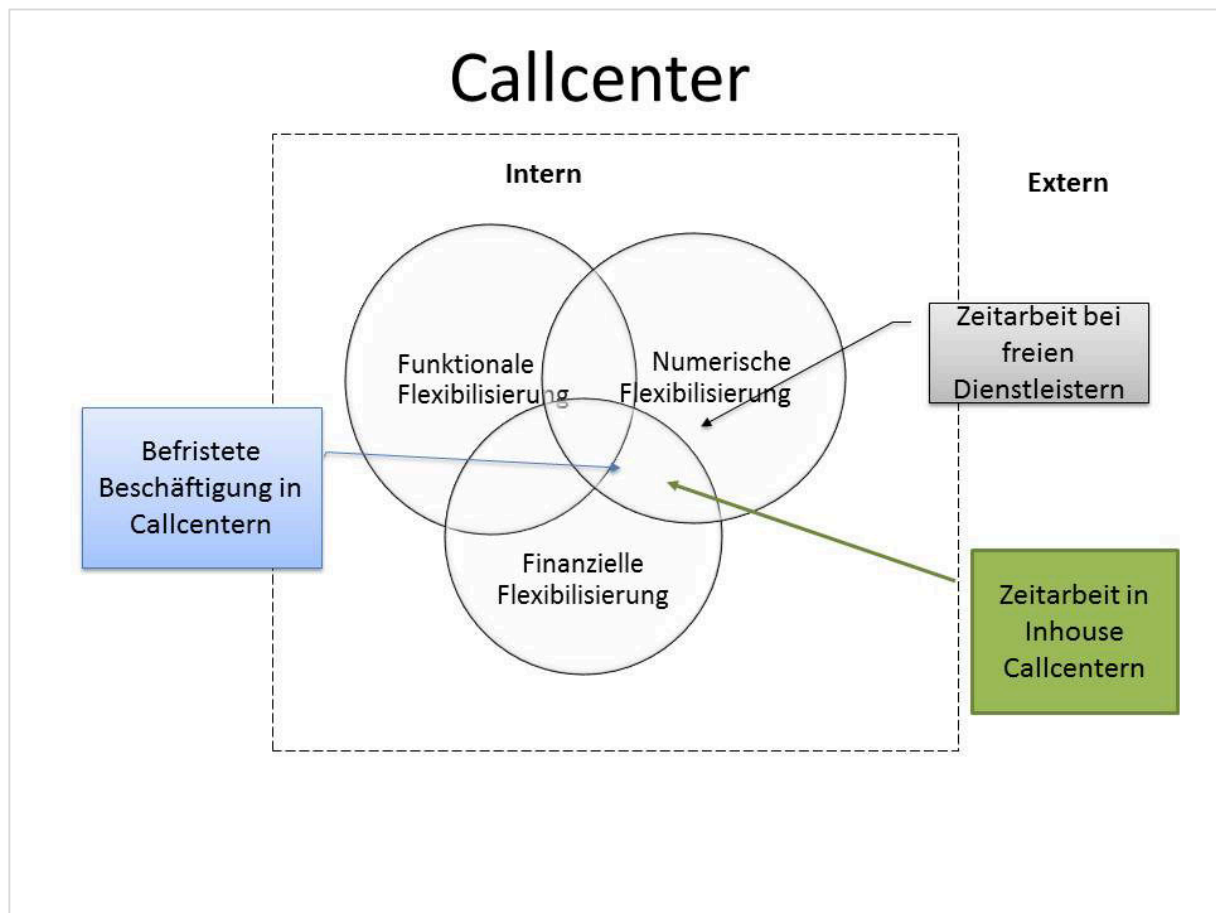 Callcenter
Intern
Extern
Funktionale
Flexibilisierung
Numerische
Flexibilisierung
Zeitarbeit bei
freien
Dienstleistern
Befristete
Beschäftigung in
Callcentern
Finanzielle
Flexibilisierung
Zeitarbeit in
Inhouse
Callcentern